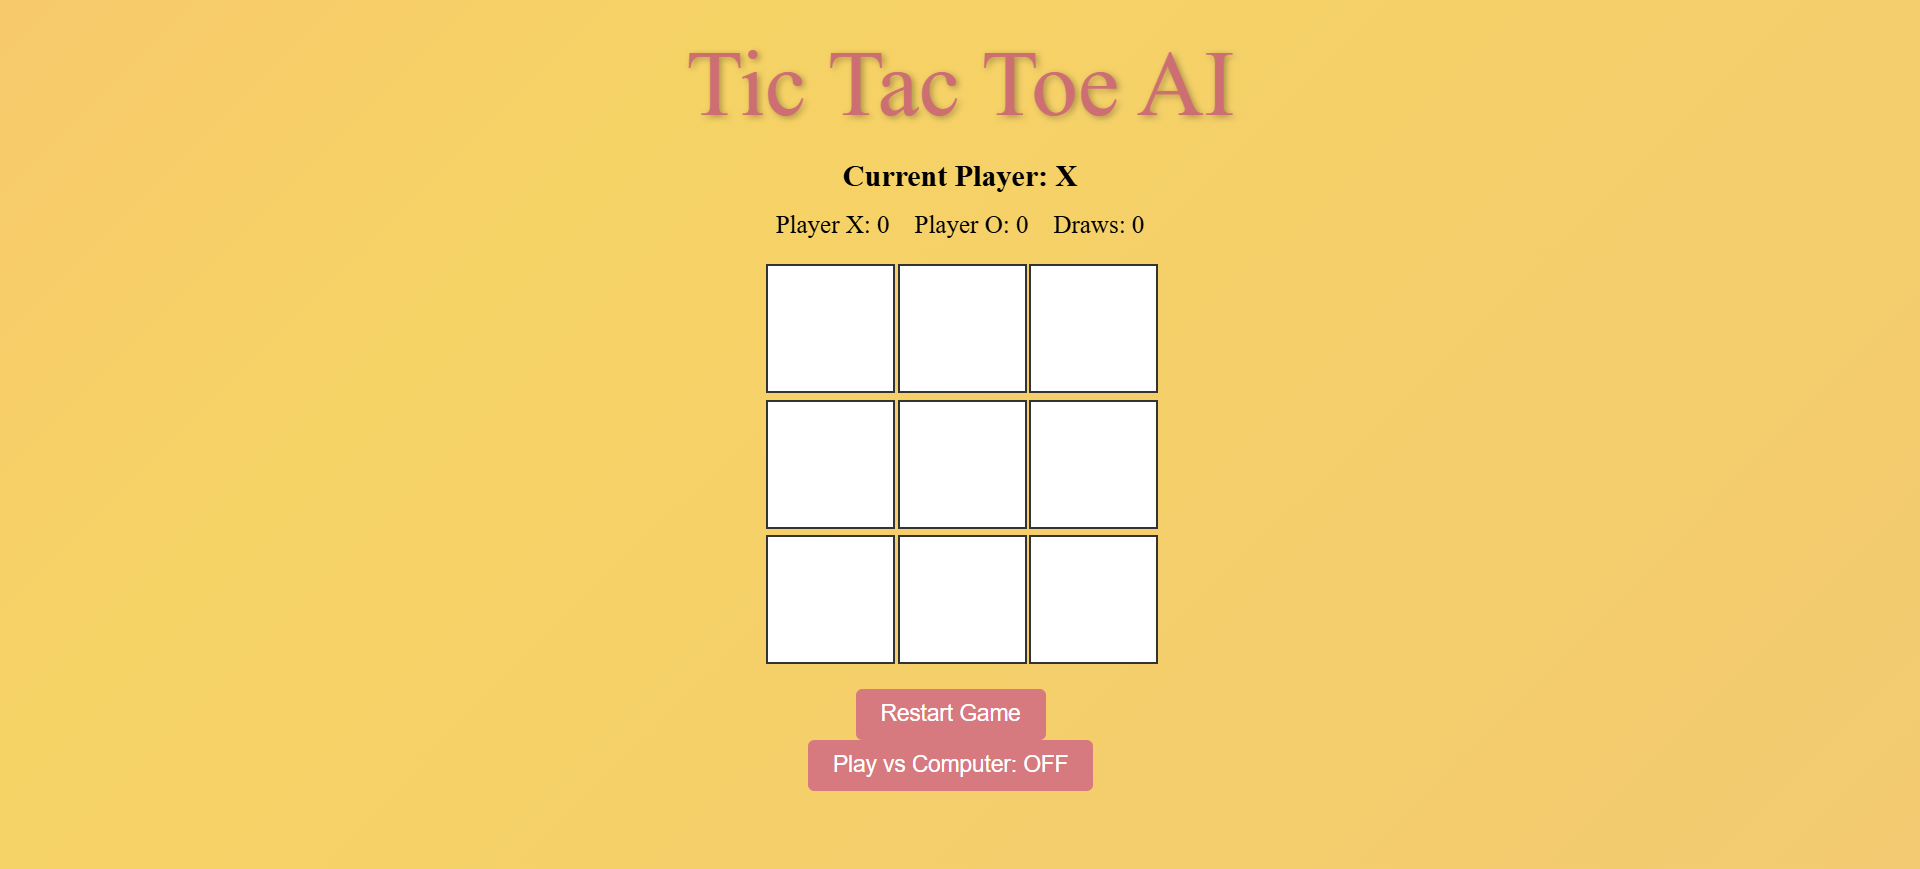 Tic Tac Toe AI
Current Player: X
Player X: 0 Player O: 0 Draws: 0
Restart Game
Play vs Computer: OFF